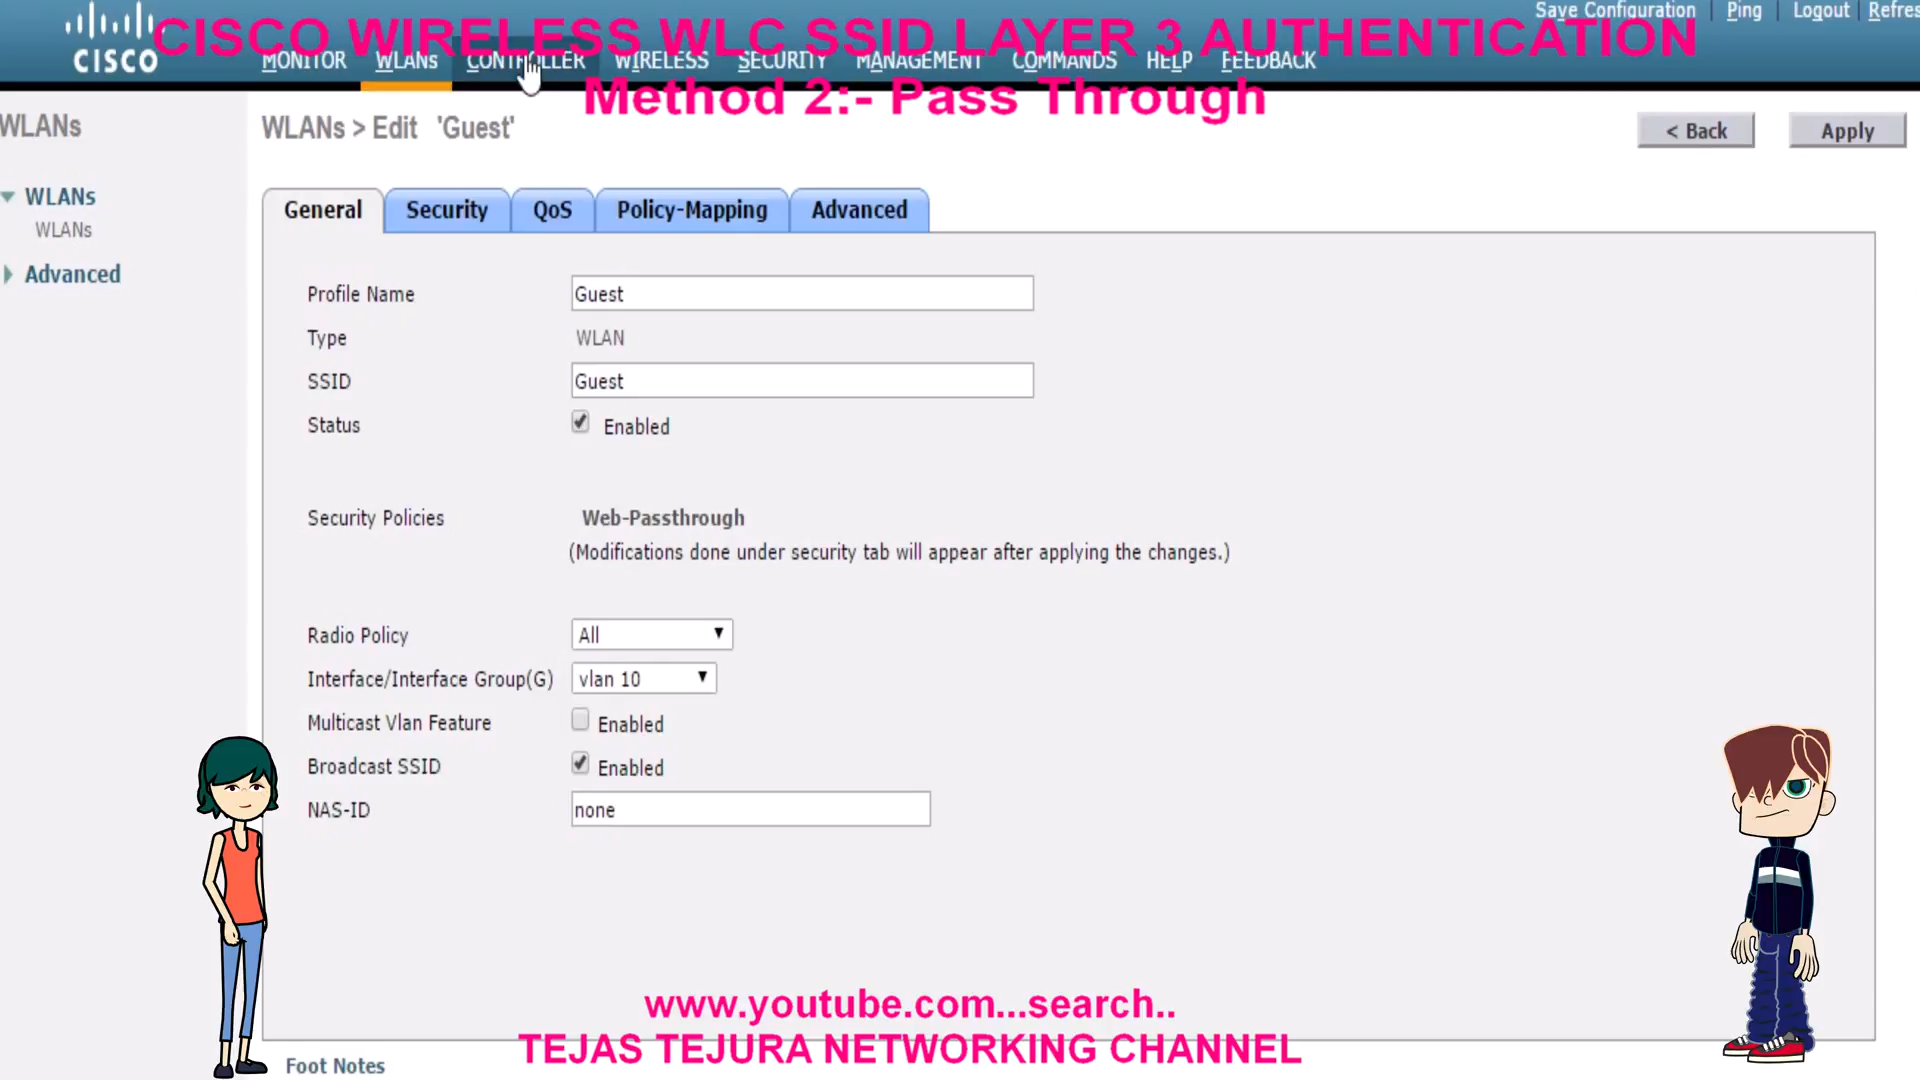 Save Configuration | Ping | Logout | Refres
CISCO WIRELESS WLC SSID LAYER 3 AUTHENTICATION
CISCO
MONITOR WLANs CONTROLLER WIRELESS SECURITY MANAGEMENT COMMANDS HELP FEEDBACK
Method 2:- Pass Through
WLANs
WLANs > Edit 'Guest'
< Back
Apply
WLANs
WLANs
Advanced
General Security QoS Policy-Mapping Advanced
Profile Name Guest
Type WLAN
SSID Guest
Status Enabled
Security Policies Web-Passthrough
(Modifications done under security tab will appear after applying the changes.)
Radio Policy All
Interface/Interface Group(G) vlan 10
Multicast Vlan Feature Enabled
Broadcast SSID Enabled
NAS-ID none
www.youtube.com...search..
TEJAS TEJURA NETWORKING CHANNEL
Foot Notes